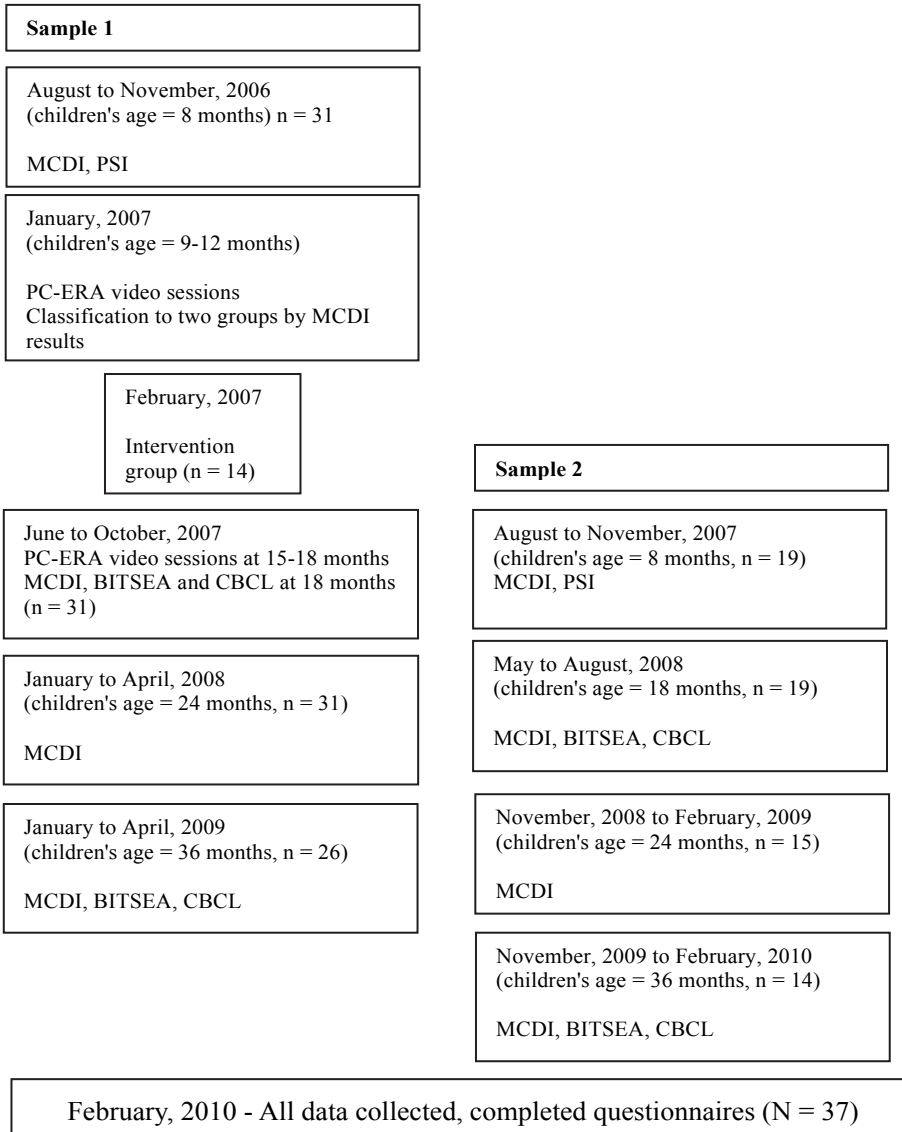 Sample 1
August to November, 2006
(children's age = 8 months) n = 31
MCDI, PSI
January, 2007
(children's age = 9-12 months)
PC-ERA video sessions
Classification to two groups by MCDI
results
February, 2007
Intervention
group (n = 14)
June to October, 2007
PC-ERA video sessions at 15-18 months
MCDI, BITSEA and CBCL at 18 months
(n = 31)
January to April, 2008
(children's age = 24 months, n = 31)
MCDI
January to April, 2009
(children's age = 36 months, n = 26)
MCDI, BITSEA, CBCL
Sample 2
August to November, 2007
(children's age = 8 months, n = 19)
MCDI, PSI
May to August, 2008
(children's age = 18 months, n = 19)
MCDI, BITSEA, CBCL
November, 2008 to February, 2009
(children's age = 24 months, n = 15)
MCDI
November, 2009 to February, 2010
(children's age = 36 months, n = 14)
MCDI, BITSEA, CBCL
February, 2010 - All data collected, completed questionnaires (N = 37)